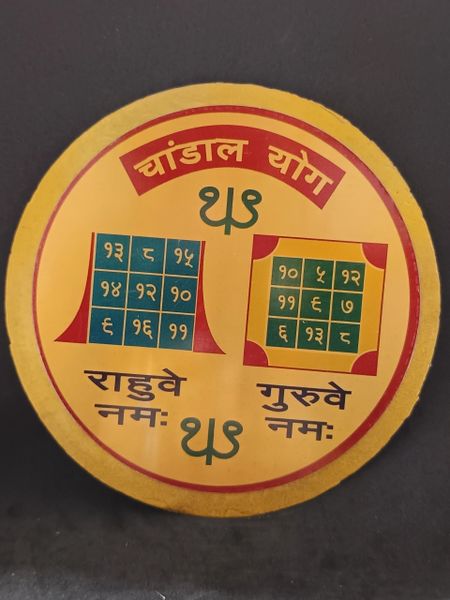 चांडाल योग
१३ ८ १५
१४ १२ १०
९ १६ ११
१० ५ १२
११ ९ ७
६ १३ ८
राहुवे
नमः
गुरुवे
नमः